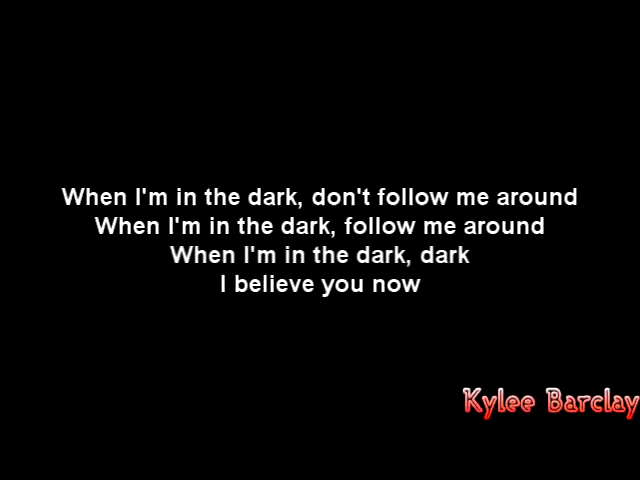 When I'm in the dark, don't follow me around
When I'm in the dark, follow me around
When I'm in the dark, dark
I believe you now
Kylee Barclay